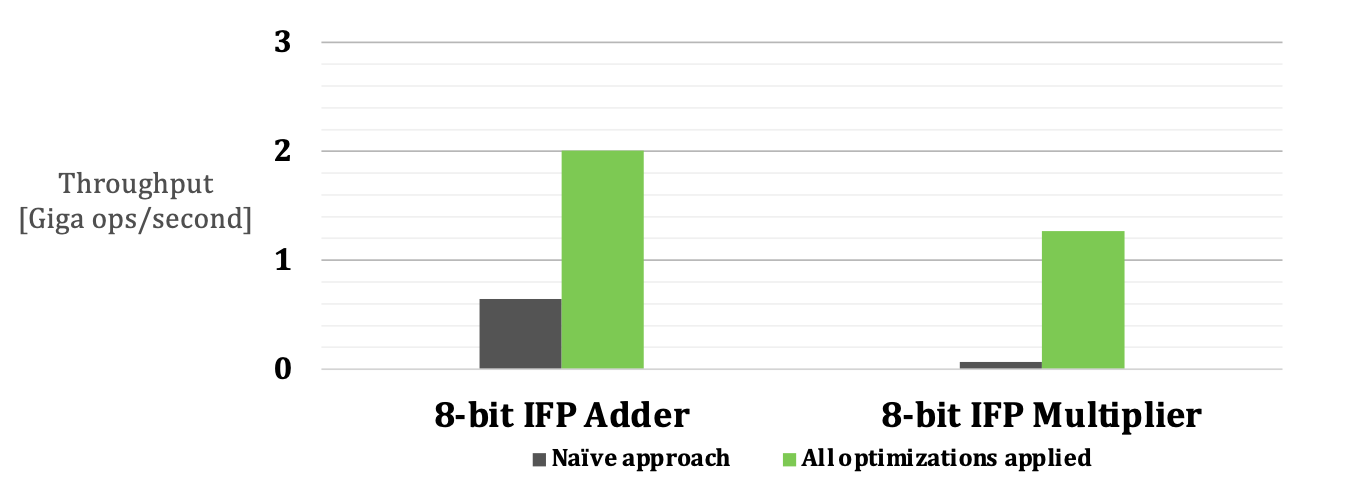 3
2
Throughput
[Giga ops/second]
1
0
8-bit IFP Adder
8-bit IFP Multiplier
Naïve approach
All optimizations applied